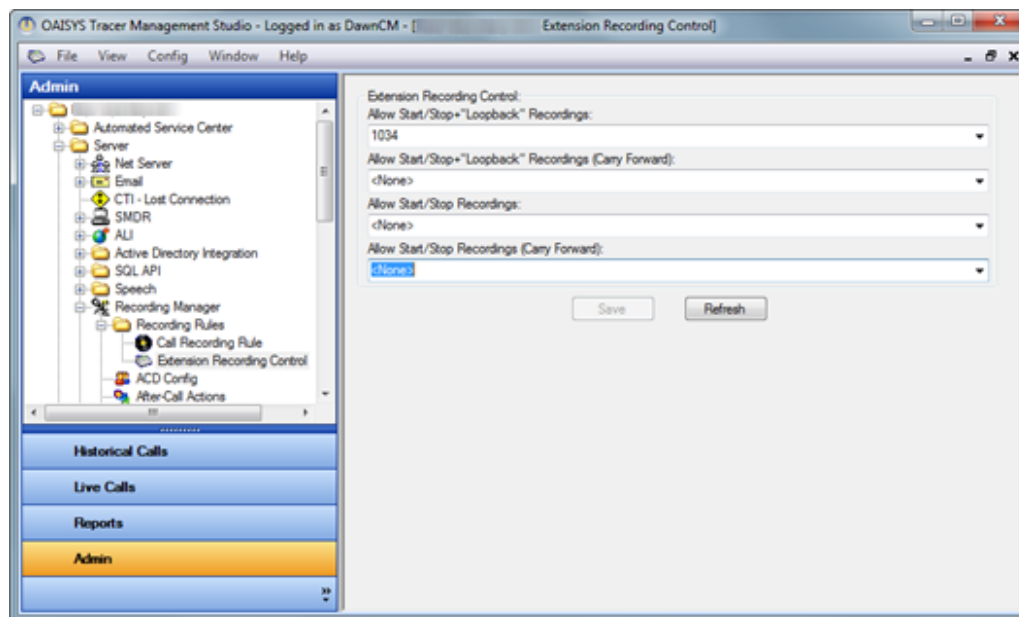 OAISYS Tracer Management Studio - Logged in as DawnCM - [ Extension Recording Control]
File View Config Window Help
Admin
Automated Service Center
Server
Net Server
Email
CTI - Lost Connection
SMDR
ALI
Active Directory Integration
SQL API
Speech
Recording Manager
Recording Rules
Call Recording Rule
Extension Recording Control
ACD Config
After-Call Actions
Historical Calls
Live Calls
Reports
Admin
Extension Recording Control:
Allow Start/Stop+"Loopback" Recordings:
1034
Allow Start/Stop+"Loopback" Recordings (Carry Forward):
<None>
Allow Start/Stop Recordings:
<None>
Allow Start/Stop Recordings (Carry Forward):
<None>
Save Refresh